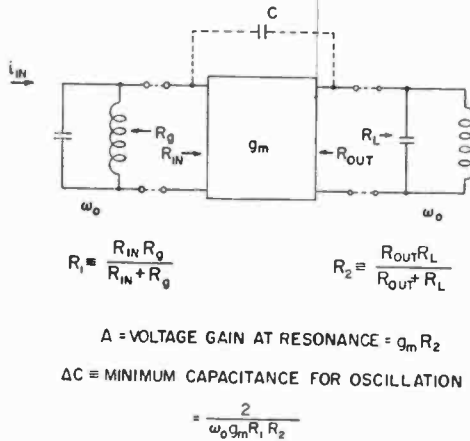 C
i_IN
R_g
R_IN
g_m
R_OUT
R_L
ω_o
ω_o
R_1 ≡ R_IN R_g / R_IN + R_g
R_2 ≡ R_OUT R_L / R_OUT + R_L
A = VOLTAGE GAIN AT RESONANCE = g_m R_2
ΔC ≡ MINIMUM CAPACITANCE FOR OSCILLATION
= 2 / ω_o g_m R_1 R_2